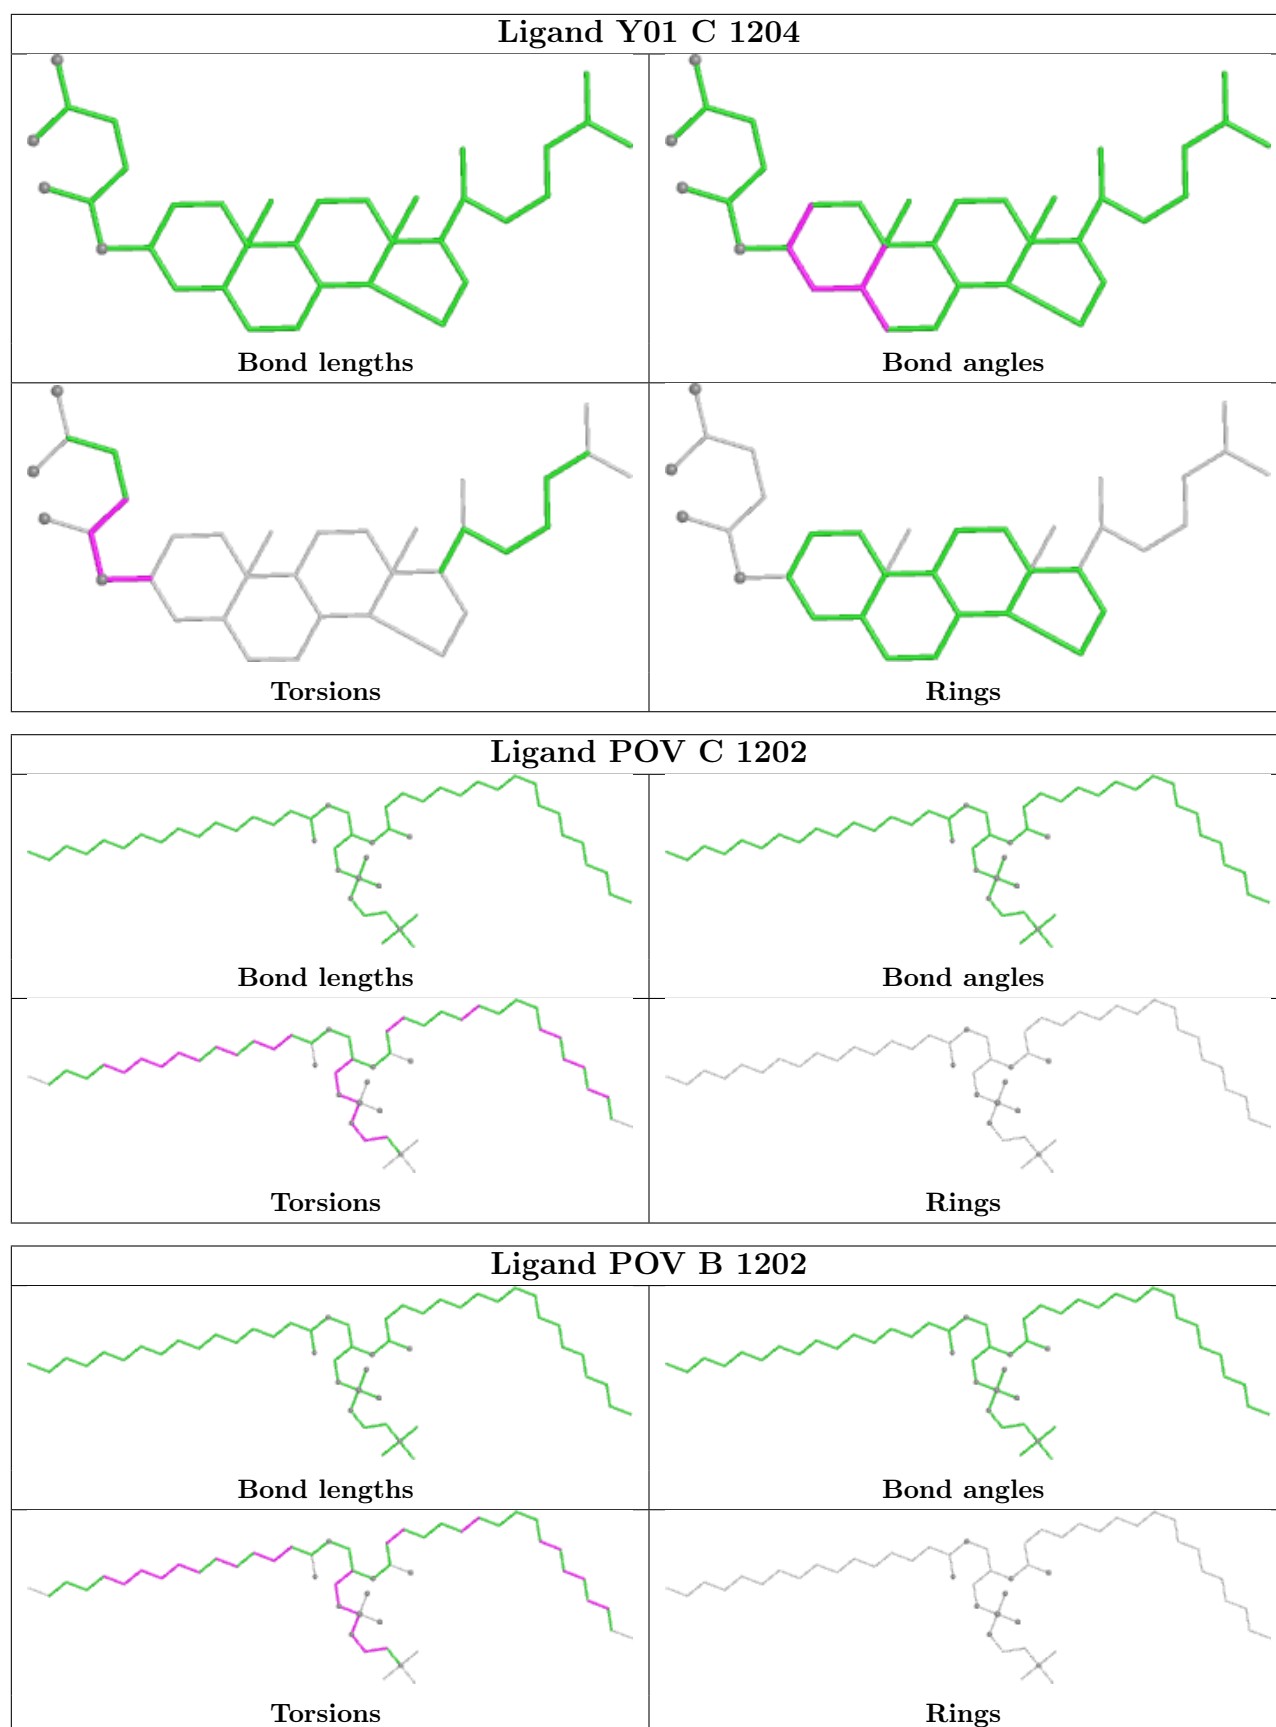 Ligand Y01 C 1204
Bond lengths
Bond angles
Torsions
Rings
Ligand POV C 1202
Bond lengths
Bond angles
Torsions
Rings
Ligand POV B 1202
Bond lengths
Bond angles
Torsions
Rings